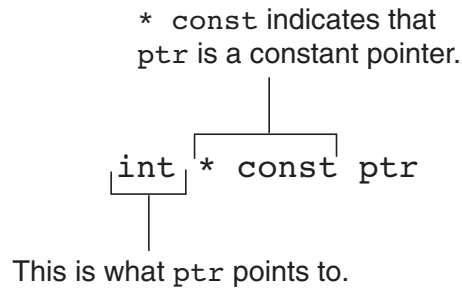 * const indicates that
ptr is a constant pointer.
int * const ptr
This is what ptr points to.